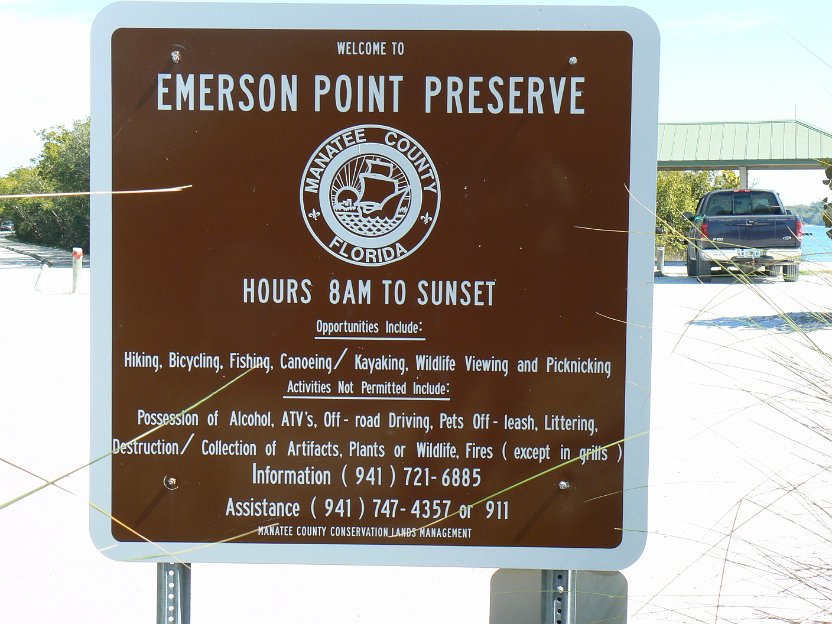 WELCOME TO
EMERSON POINT PRESERVE
MANATEE COUNTY
FLORIDA
HOURS 8AM TO SUNSET
Opportunities Include:
Hiking, Bicycling, Fishing, Canoeing/ Kayaking, Wildlife Viewing and Picknicking
Activities Not Permitted Include:
Possession of Alcohol, ATV's, Off - road Driving, Pets Off - leash, Littering,
Destruction/ Collection of Artifacts, Plants or Wildlife, Fires ( except in grills )
Information ( 941 ) 721- 6885
Assistance ( 941 ) 747- 4357 or 911
MANATEE COUNTY CONSERVATION LANDS MANAGEMENT